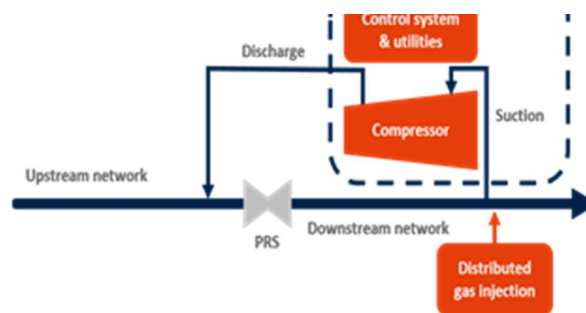 Control system
& utilities
Discharge
Compressor
Suction
Upstream network
PRS
Downstream network
Distributed
gas injection